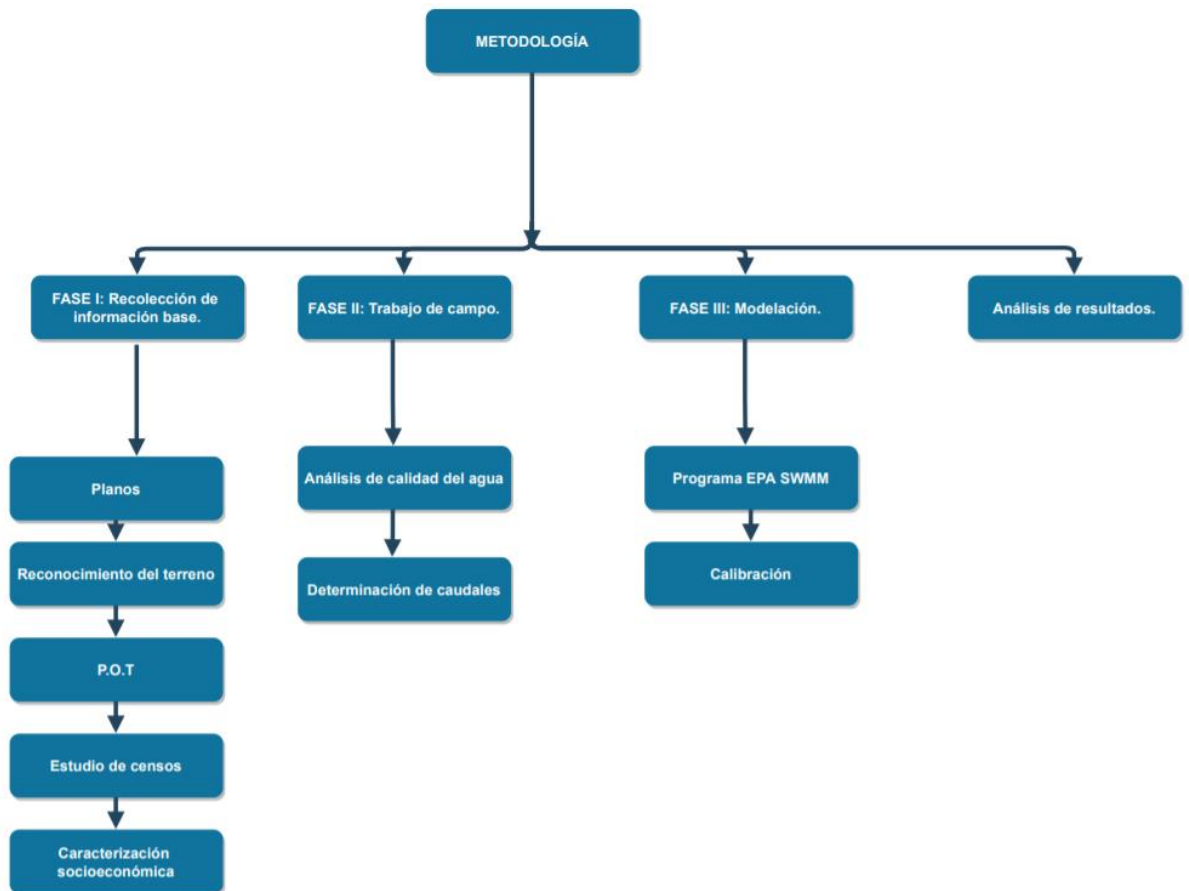 METODOLOGÍA
FASE I: Recolección de
información base.
FASE II: Trabajo de campo.
FASE III: Modelación.
Análisis de resultados.
Planos
Reconocimiento del terreno
P.O.T
Estudio de censos
Caracterización
socioeconómica
Análisis de calidad del agua
Determinación de caudales
Programa EPA SWMM
Calibración